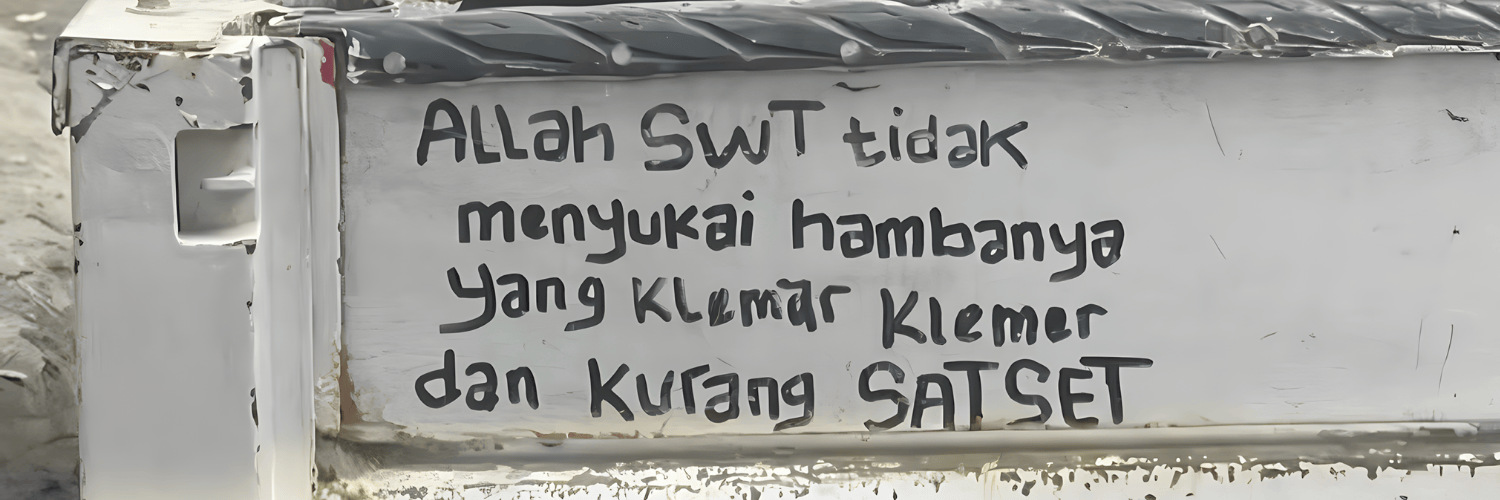 Allah SWT tidak
menyukai hambanya
yang Klemar Klemer
dan Kurang SATSET